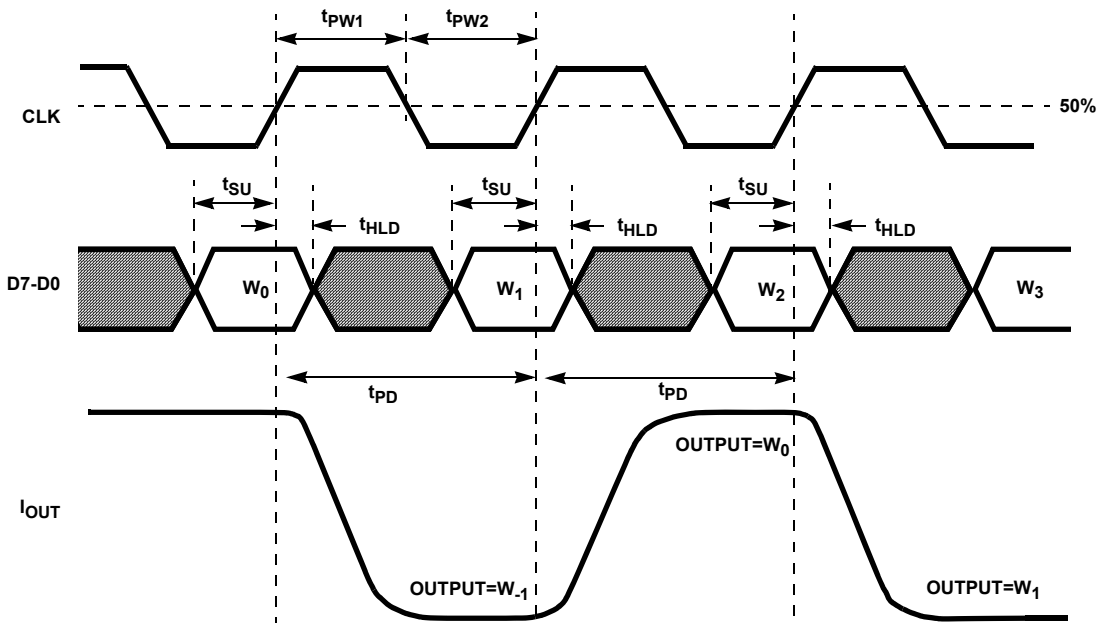 tPW1 tPW2
CLK
50%
tSU tSU tSU
tHLD tHLD tHLD
D7-D0
W0 W1 W2 W3
tPD tPD
OUTPUT=W0
IOUT
OUTPUT=W-1 OUTPUT=W1